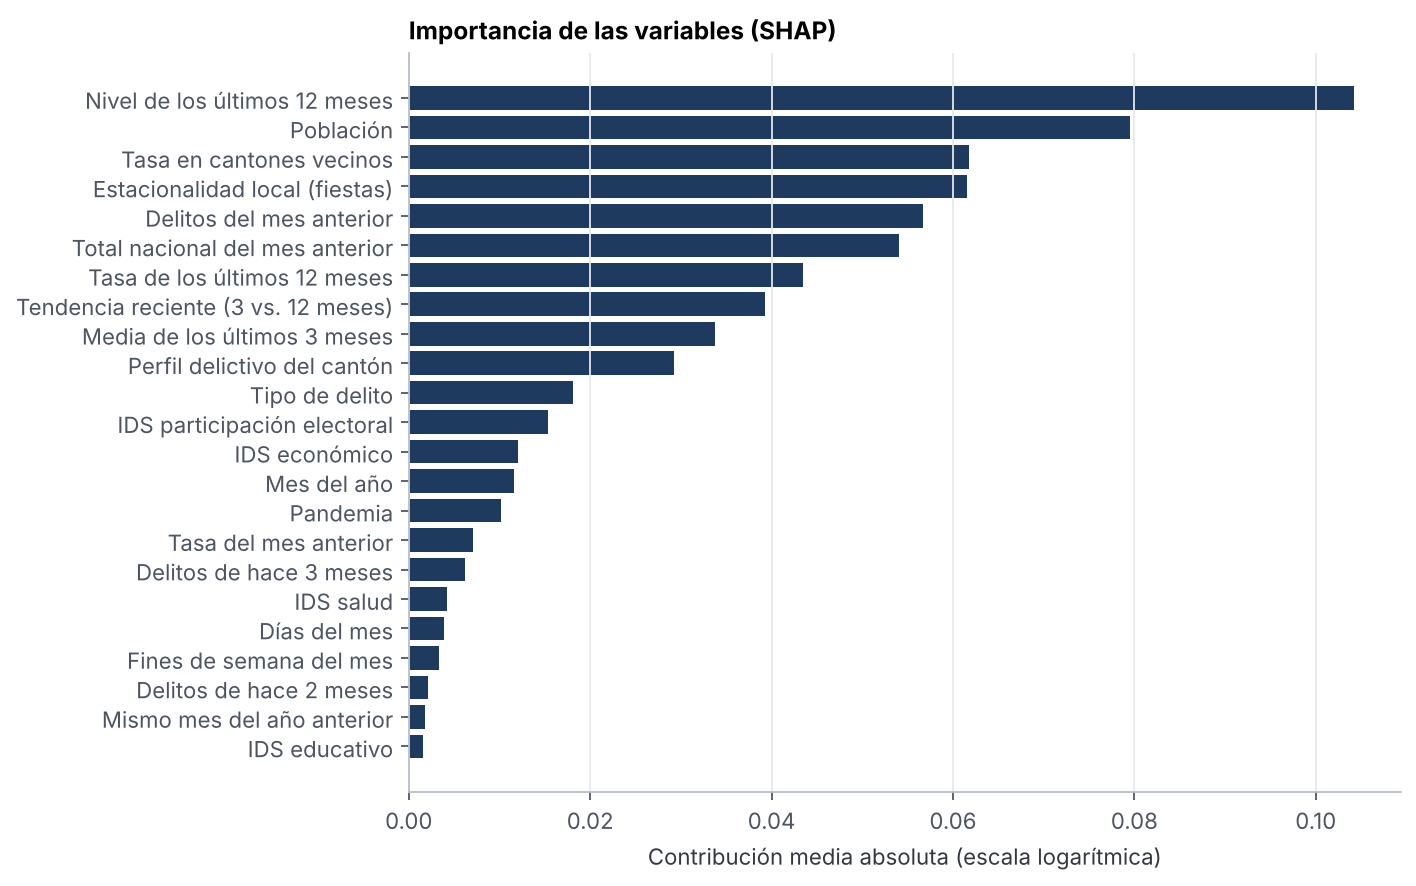 Importancia de las variables (SHAP)
Nivel de los últimos 12 meses
Población
Tasa en cantones vecinos
Estacionalidad local (fiestas)
Delitos del mes anterior
Total nacional del mes anterior
Tasa de los últimos 12 meses
Tendencia reciente (3 vs. 12 meses)
Media de los últimos 3 meses
Perfil delictivo del cantón
Tipo de delito
IDS participación electoral
IDS económico
Mes del año
Pandemia
Tasa del mes anterior
Delitos de hace 3 meses
IDS salud
Días del mes
Fines de semana del mes
Delitos de hace 2 meses
Mismo mes del año anterior
IDS educativo
0.00 0.02 0.04 0.06 0.08 0.10
Contribución media absoluta (escala logarítmica)